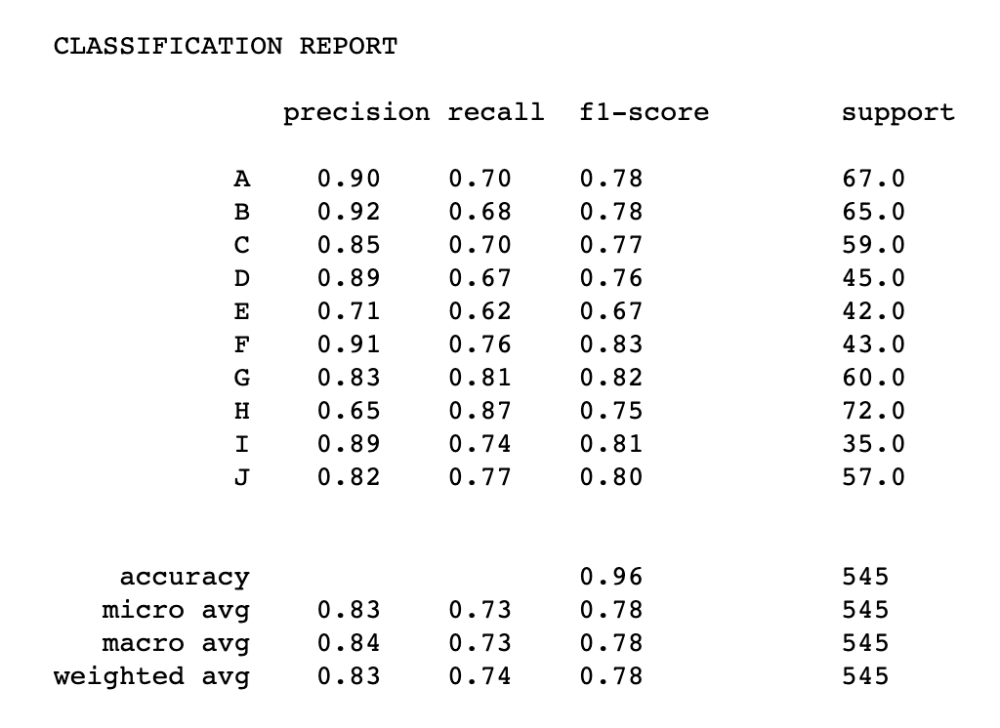 CLASSIFICATION REPORT
precision recall f1-score support
A 0.90 0.70 0.78 67.0
B 0.92 0.68 0.78 65.0
C 0.85 0.70 0.77 59.0
D 0.89 0.67 0.76 45.0
E 0.71 0.62 0.67 42.0
F 0.91 0.76 0.83 43.0
G 0.83 0.81 0.82 60.0
H 0.65 0.87 0.75 72.0
I 0.89 0.74 0.81 35.0
J 0.82 0.77 0.80 57.0
accuracy 0.96 545
micro avg 0.83 0.73 0.78 545
macro avg 0.84 0.73 0.78 545
weighted avg 0.83 0.74 0.78 545